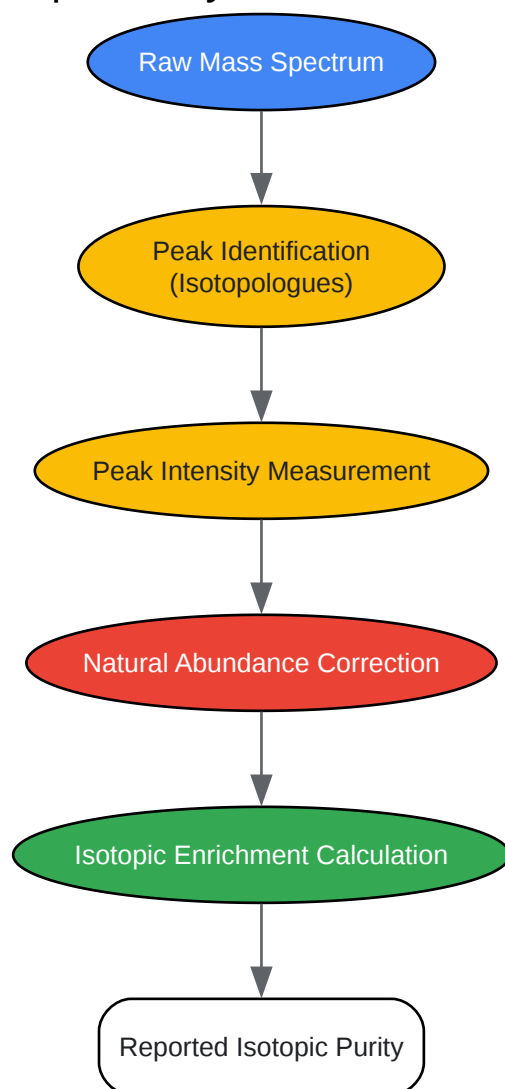 Raw Mass Spectrum
Peak Identification
(Isotopologues)
Peak Intensity Measurement
Natural Abundance Correction
Isotopic Enrichment Calculation
Reported Isotopic Purity